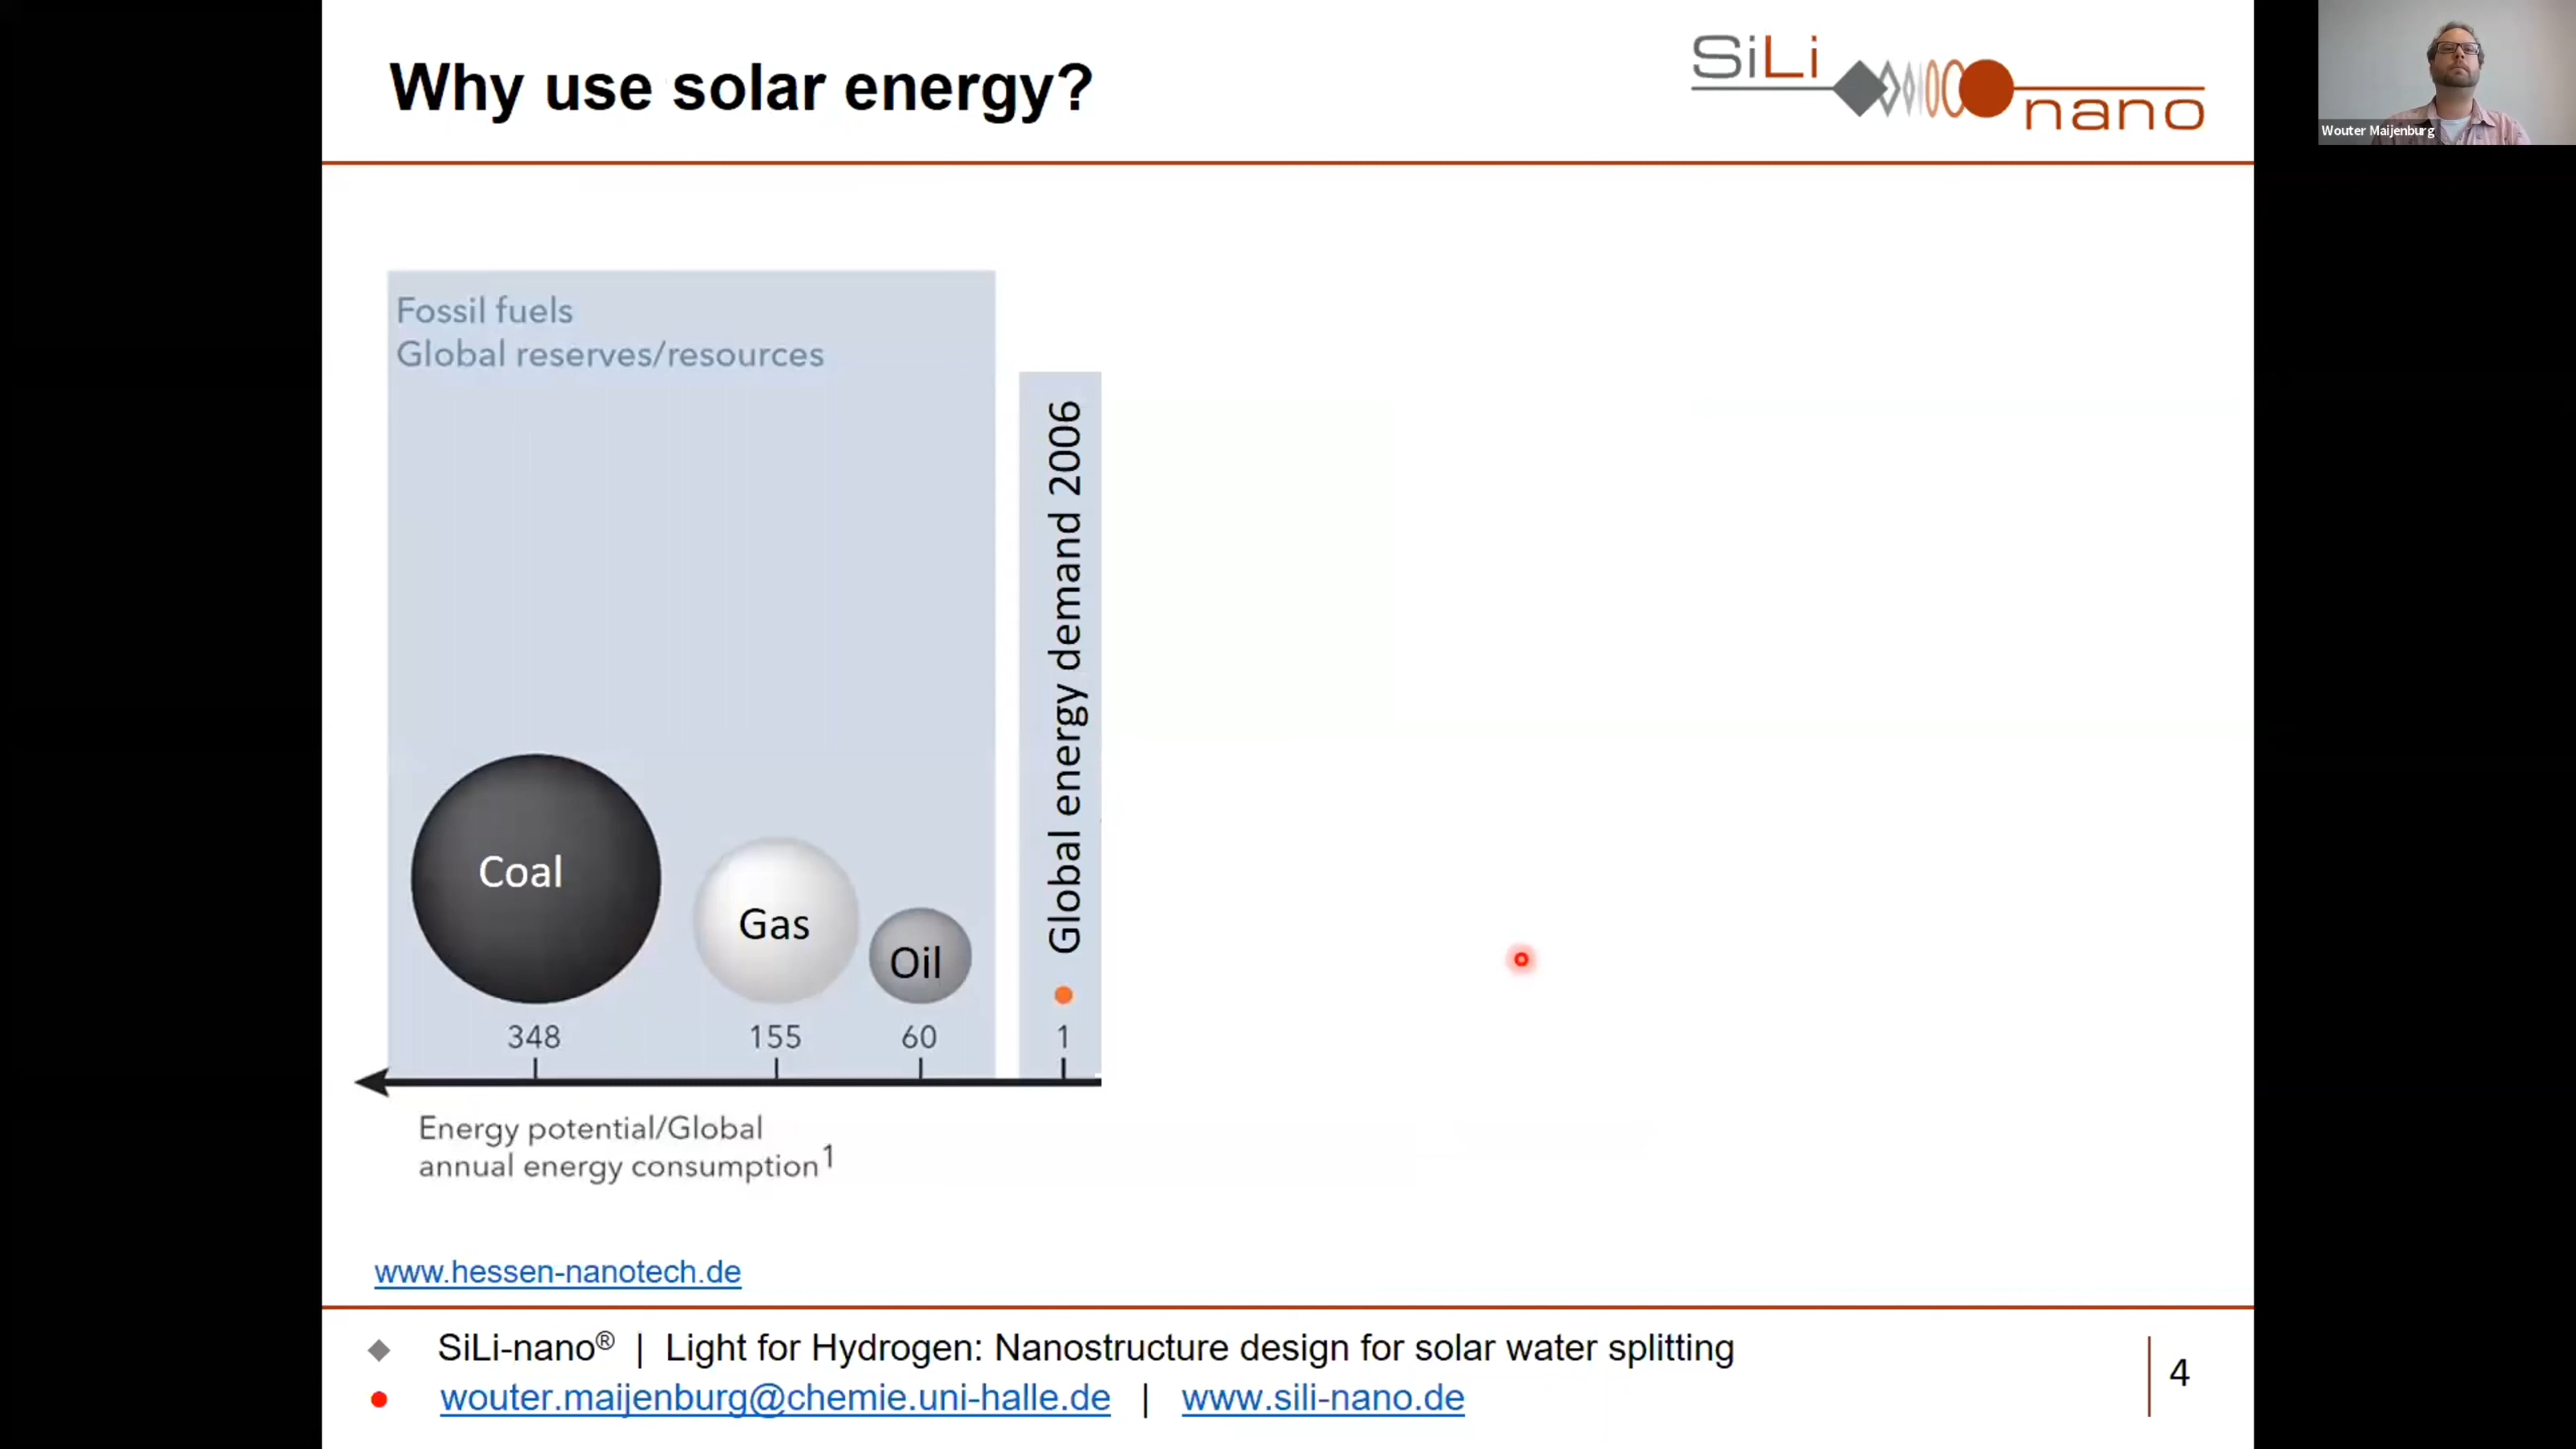 Why use solar energy?
SiLi
nano
Wouter Maijenburg
Fossil fuels
Global reserves/resources
Global energy demand 2006
Coal
Gas
Oil
348
155
60
1
Energy potential/Global
annual energy consumption¹
www.hessen-nanotech.de
SiLi-nano® | Light for Hydrogen: Nanostructure design for solar water splitting
wouter.maijenburg@chemie.uni-halle.de | www.sili-nano.de
4